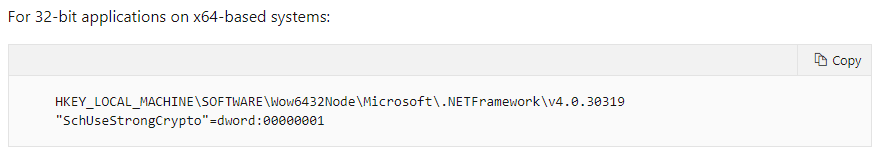 For 32-bit applications on x64-based systems:
Copy
HKEY_LOCAL_MACHINE\SOFTWARE\Wow6432Node\Microsoft\.NETFramework\v4.0.30319
"SchUseStrongCrypto"=dword:00000001